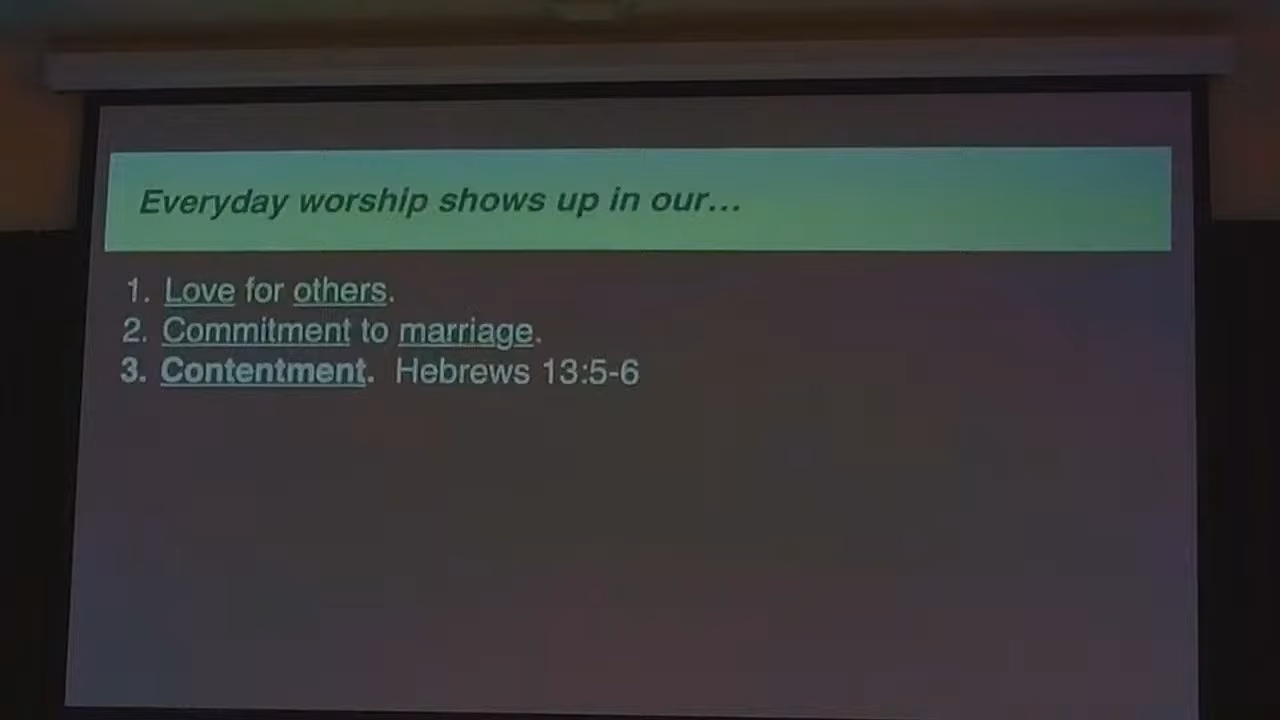 Everyday worship shows up in our...
1. Love for others.
2. Commitment to marriage.
3. Contentment. Hebrews 13:5-6